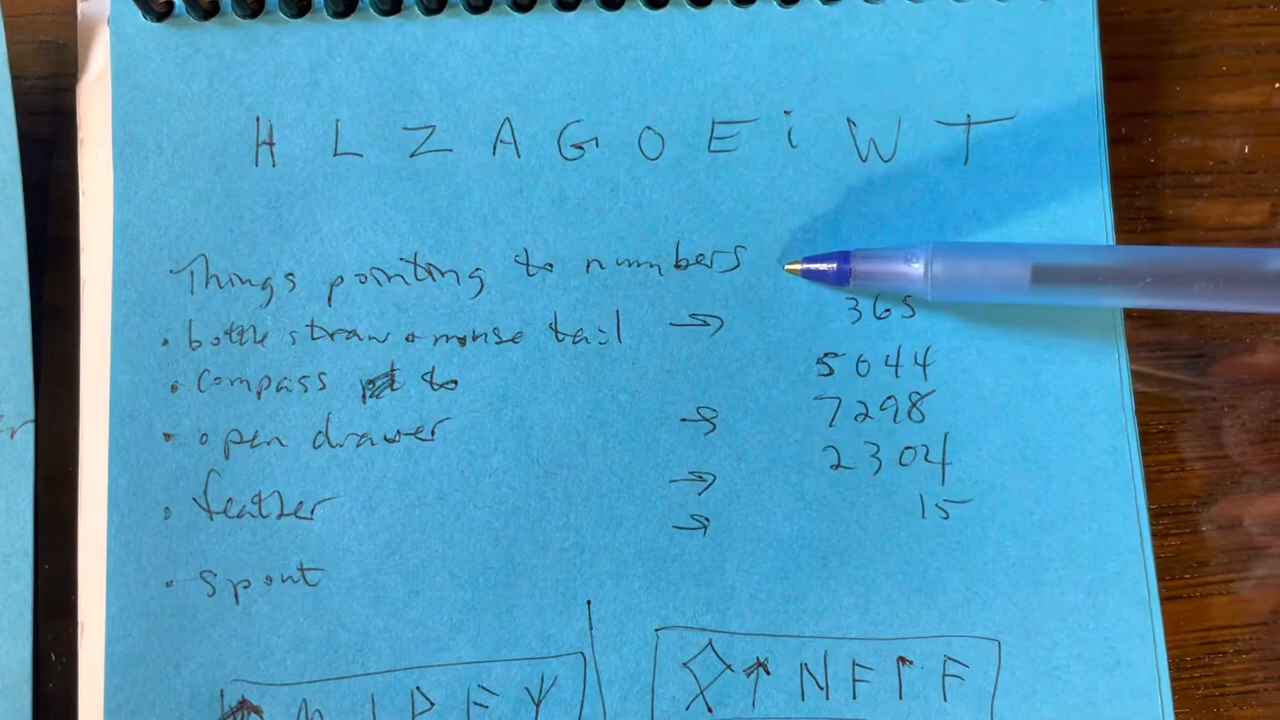 H L Z A G O E i W T
Things pointing to numbers
• bottle straw + mouse tail → 365
• compass to 5044
• open drawer → 7298
• feather → 2304
• spout → 15